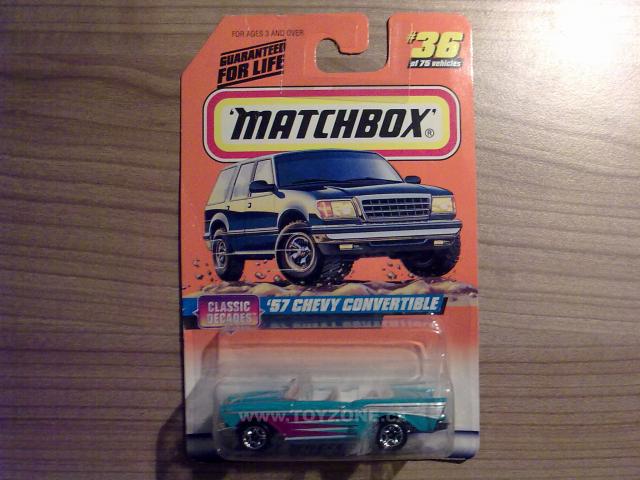 FOR AGES 3 AND OVER
GUARANTEED
FOR LIFE
#36
of 75 vehicles
MATCHBOX®
CLASSIC
DECADES™
'57 CHEVY CONVERTIBLE
WWW.TOYZONE.C